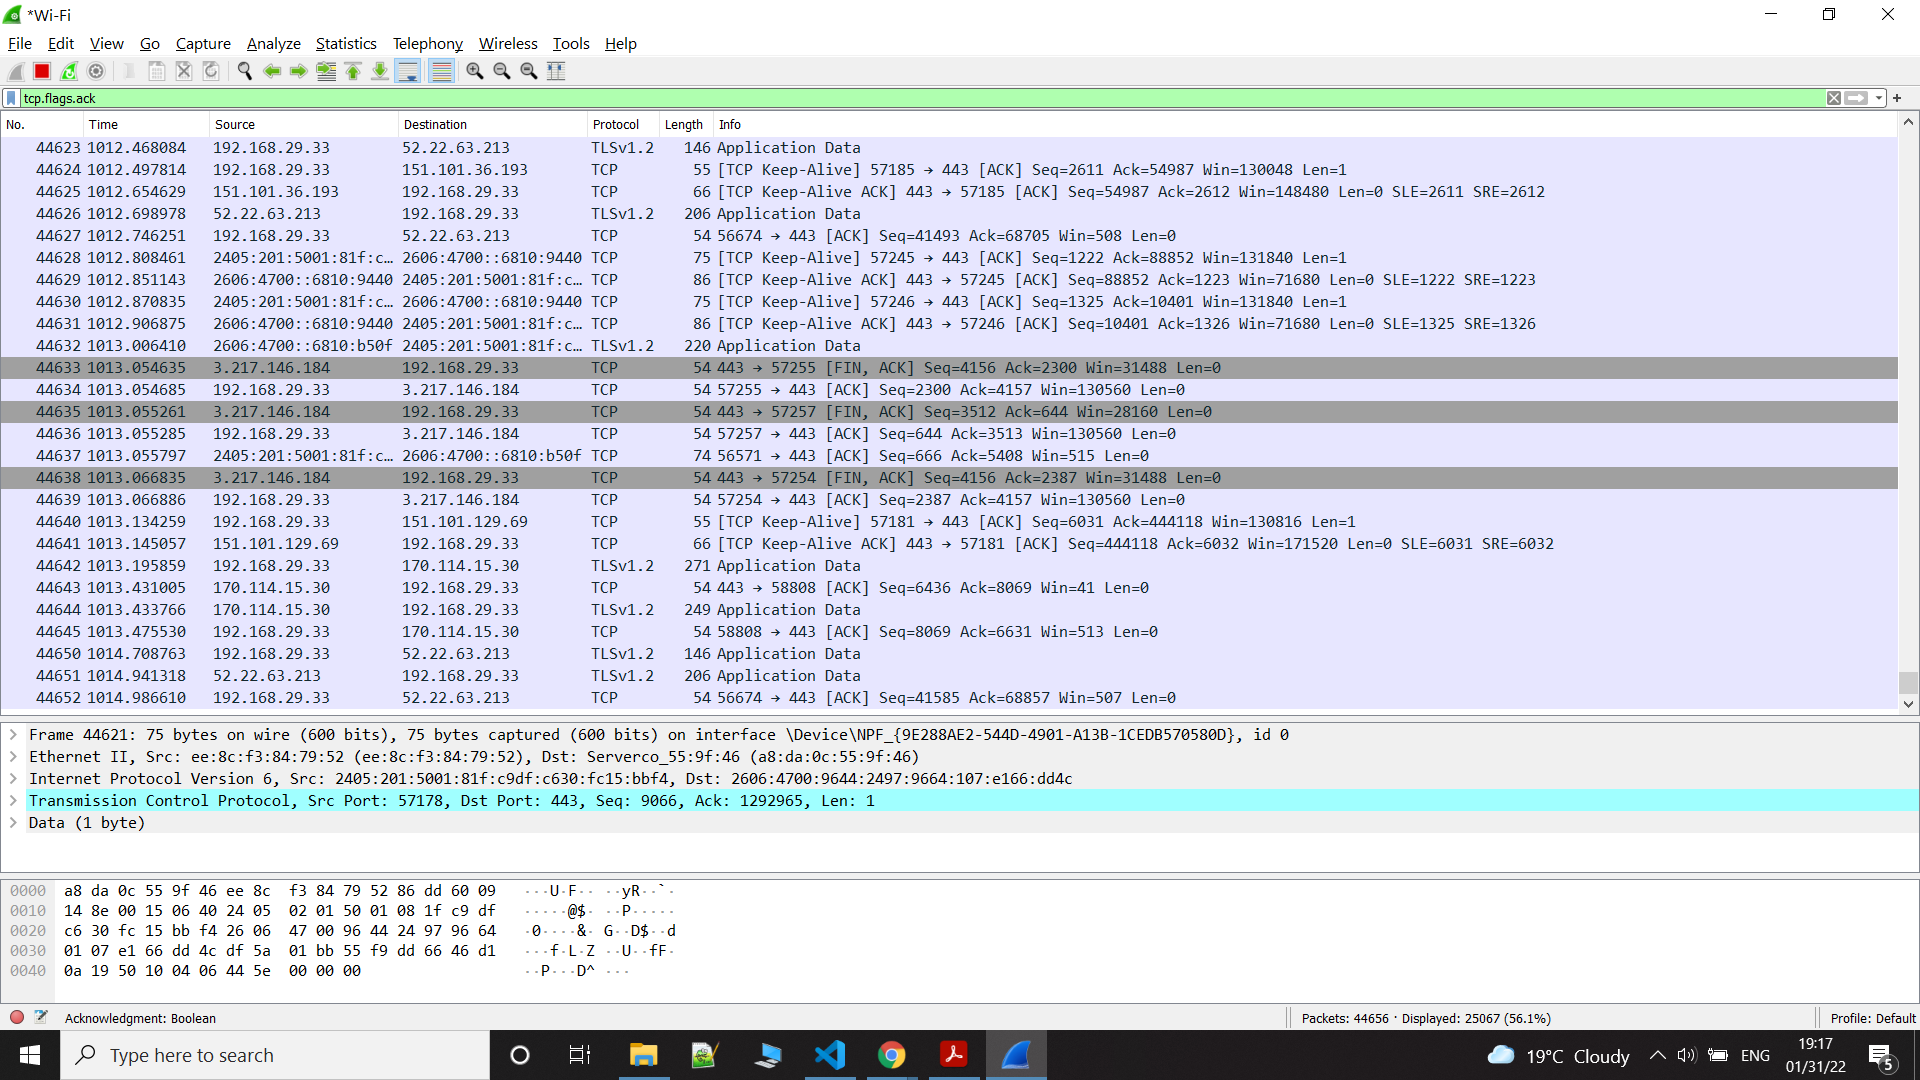 *Wi-Fi
File Edit View Go Capture Analyze Statistics Telephony Wireless Tools Help
tcp.flags.ack
No. Time Source Destination Protocol Length Info
44623 1012.468084 192.168.29.33 52.22.63.213 TLSv1.2 146 Application Data
44624 1012.497814 192.168.29.33 151.101.36.193 TCP 55 [TCP Keep-Alive] 57185 → 443 [ACK] Seq=2611 Ack=54987 Win=130048 Len=1
44625 1012.654629 151.101.36.193 192.168.29.33 TCP 66 [TCP Keep-Alive ACK] 443 → 57185 [ACK] Seq=54987 Ack=2612 Win=148480 Len=0 SLE=2611 SRE=2612
44626 1012.698978 52.22.63.213 192.168.29.33 TLSv1.2 206 Application Data
44627 1012.746251 192.168.29.33 52.22.63.213 TCP 54 56674 → 443 [ACK] Seq=41493 Ack=68705 Win=508 Len=0
44628 1012.808461 2405:201:5001:81f:c… 2606:4700::6810:9440 TCP 75 [TCP Keep-Alive] 57245 → 443 [ACK] Seq=1222 Ack=88852 Win=131840 Len=1
44629 1012.851143 2606:4700::6810:9440 2405:201:5001:81f:c… TCP 86 [TCP Keep-Alive ACK] 443 → 57245 [ACK] Seq=88852 Ack=1223 Win=71680 Len=0 SLE=1222 SRE=1223
44630 1012.870835 2405:201:5001:81f:c… 2606:4700::6810:9440 TCP 75 [TCP Keep-Alive] 57246 → 443 [ACK] Seq=1325 Ack=10401 Win=131840 Len=1
44631 1012.906875 2606:4700::6810:9440 2405:201:5001:81f:c… TCP 86 [TCP Keep-Alive ACK] 443 → 57246 [ACK] Seq=10401 Ack=1326 Win=71680 Len=0 SLE=1325 SRE=1326
44632 1013.006410 2606:4700::6810:b50f 2405:201:5001:81f:c… TLSv1.2 220 Application Data
44633 1013.054635 3.217.146.184 192.168.29.33 TCP 54 443 → 57255 [FIN, ACK] Seq=4156 Ack=2300 Win=31488 Len=0
44634 1013.054685 192.168.29.33 3.217.146.184 TCP 54 57255 → 443 [ACK] Seq=2300 Ack=4157 Win=130560 Len=0
44635 1013.055261 3.217.146.184 192.168.29.33 TCP 54 443 → 57257 [FIN, ACK] Seq=3512 Ack=644 Win=28160 Len=0
44636 1013.055285 192.168.29.33 3.217.146.184 TCP 54 57257 → 443 [ACK] Seq=644 Ack=3513 Win=130560 Len=0
44637 1013.055797 2405:201:5001:81f:c… 2606:4700::6810:b50f TCP 74 56571 → 443 [ACK] Seq=666 Ack=5408 Win=515 Len=0
44638 1013.066835 3.217.146.184 192.168.29.33 TCP 54 443 → 57254 [FIN, ACK] Seq=4156 Ack=2387 Win=31488 Len=0
44639 1013.066886 192.168.29.33 3.217.146.184 TCP 54 57254 → 443 [ACK] Seq=2387 Ack=4157 Win=130560 Len=0
44640 1013.134259 192.168.29.33 151.101.129.69 TCP 55 [TCP Keep-Alive] 57181 → 443 [ACK] Seq=6031 Ack=444118 Win=130816 Len=1
44641 1013.145057 151.101.129.69 192.168.29.33 TCP 66 [TCP Keep-Alive ACK] 443 → 57181 [ACK] Seq=444118 Ack=6032 Win=171520 Len=0 SLE=6031 SRE=6032
44642 1013.195859 192.168.29.33 170.114.15.30 TLSv1.2 271 Application Data
44643 1013.431005 170.114.15.30 192.168.29.33 TCP 54 443 → 58808 [ACK] Seq=6436 Ack=8069 Win=41 Len=0
44644 1013.433766 170.114.15.30 192.168.29.33 TLSv1.2 249 Application Data
44645 1013.475530 192.168.29.33 170.114.15.30 TCP 54 58808 → 443 [ACK] Seq=8069 Ack=6631 Win=513 Len=0
44650 1014.708763 192.168.29.33 52.22.63.213 TLSv1.2 146 Application Data
44651 1014.941318 52.22.63.213 192.168.29.33 TLSv1.2 206 Application Data
44652 1014.986610 192.168.29.33 52.22.63.213 TCP 54 56674 → 443 [ACK] Seq=41585 Ack=68857 Win=507 Len=0
Frame 44621: 75 bytes on wire (600 bits), 75 bytes captured (600 bits) on interface \Device\NPF_{9E288AE2-544D-4901-A13B-1CEDB570580D}, id 0
Ethernet II, Src: ee:8c:f3:84:79:52 (ee:8c:f3:84:79:52), Dst: Serverco_55:9f:46 (a8:da:0c:55:9f:46)
Internet Protocol Version 6, Src: 2405:201:5001:81f:c9df:c630:fc15:bbf4, Dst: 2606:4700:9644:2497:9664:107:e166:dd4c
Transmission Control Protocol, Src Port: 57178, Dst Port: 443, Seq: 9066, Ack: 1292965, Len: 1
Data (1 byte)
0000 a8 da 0c 55 9f 46 ee 8c f3 84 79 52 86 dd 60 09 ···U·F·· ··yR··`·
0010 14 8e 00 15 06 40 24 05 02 01 50 01 08 1f c9 df ·····@$· ··P·····
0020 c6 30 fc 15 bb f4 26 06 47 00 96 44 24 97 96 64 ·0····&· G··D$··d
0030 01 07 e1 66 dd 4c df 5a 01 bb 55 f9 dd 66 46 d1 ···f·L·Z ··U··fF·
0040 0a 19 50 10 04 06 44 5e 00 00 00 ··P···D^ ···
Acknowledgment: Boolean
Packets: 44656 · Displayed: 25067 (56.1%)
Profile: Default
Type here to search
19°C Cloudy
ENG
19:17
01/31/22
5